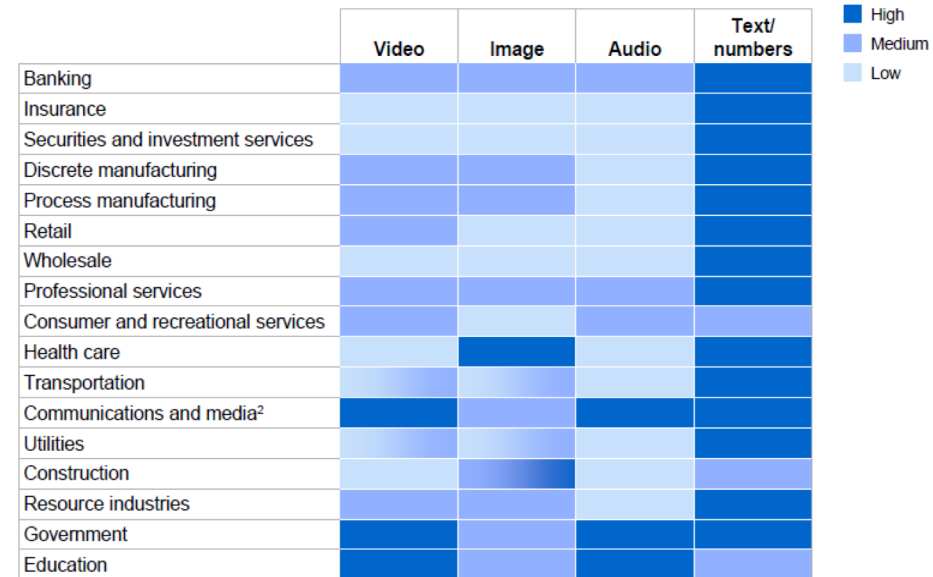 Video Image Audio Text/
numbers
High
Medium
Low
Banking
Insurance
Securities and investment services
Discrete manufacturing
Process manufacturing
Retail
Wholesale
Professional services
Consumer and recreational services
Health care
Transportation
Communications and media²
Utilities
Construction
Resource industries
Government
Education